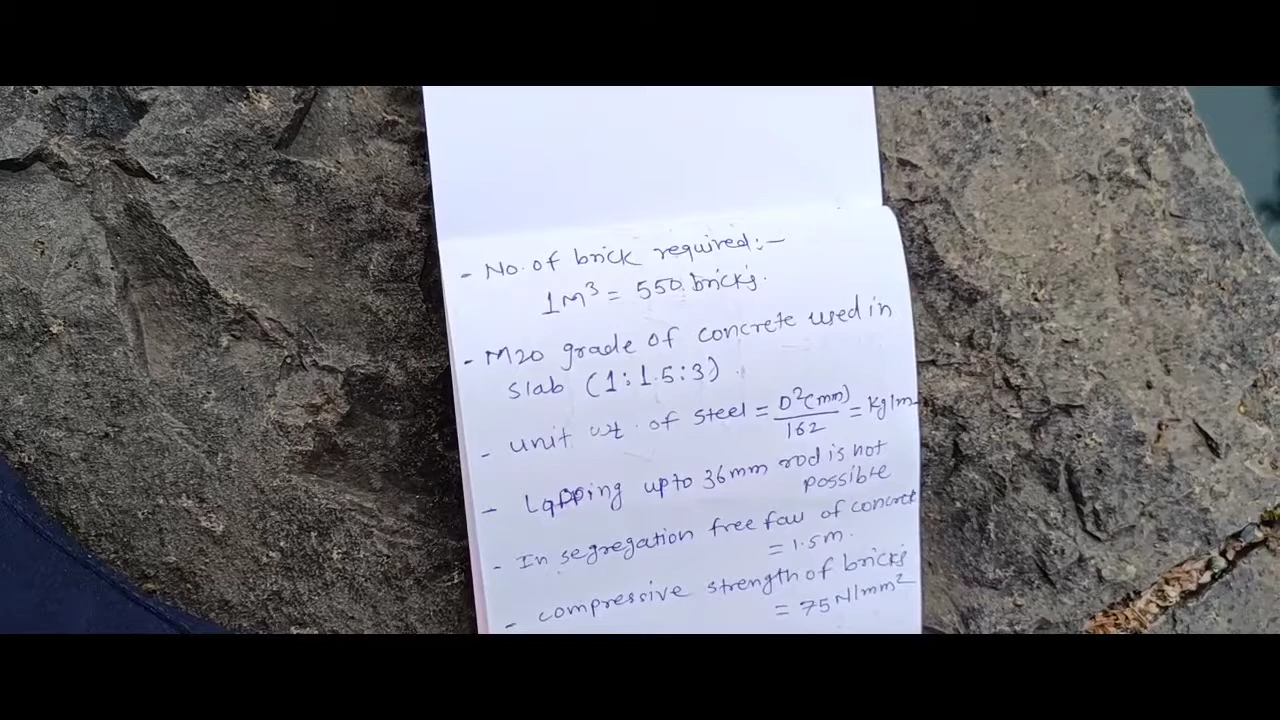 - No. of brick required:-
1M³ = 550 bricks.
- M20 grade of concrete used in
slab (1:1.5:3)
- unit wt. of steel = D²(mm)/162 = Kg/m
- Lapping upto 36mm rod is not
possible
- In segregation free fall of concrete
= 1.5m.
- compressive strength of bricks
= 75 N/mm²